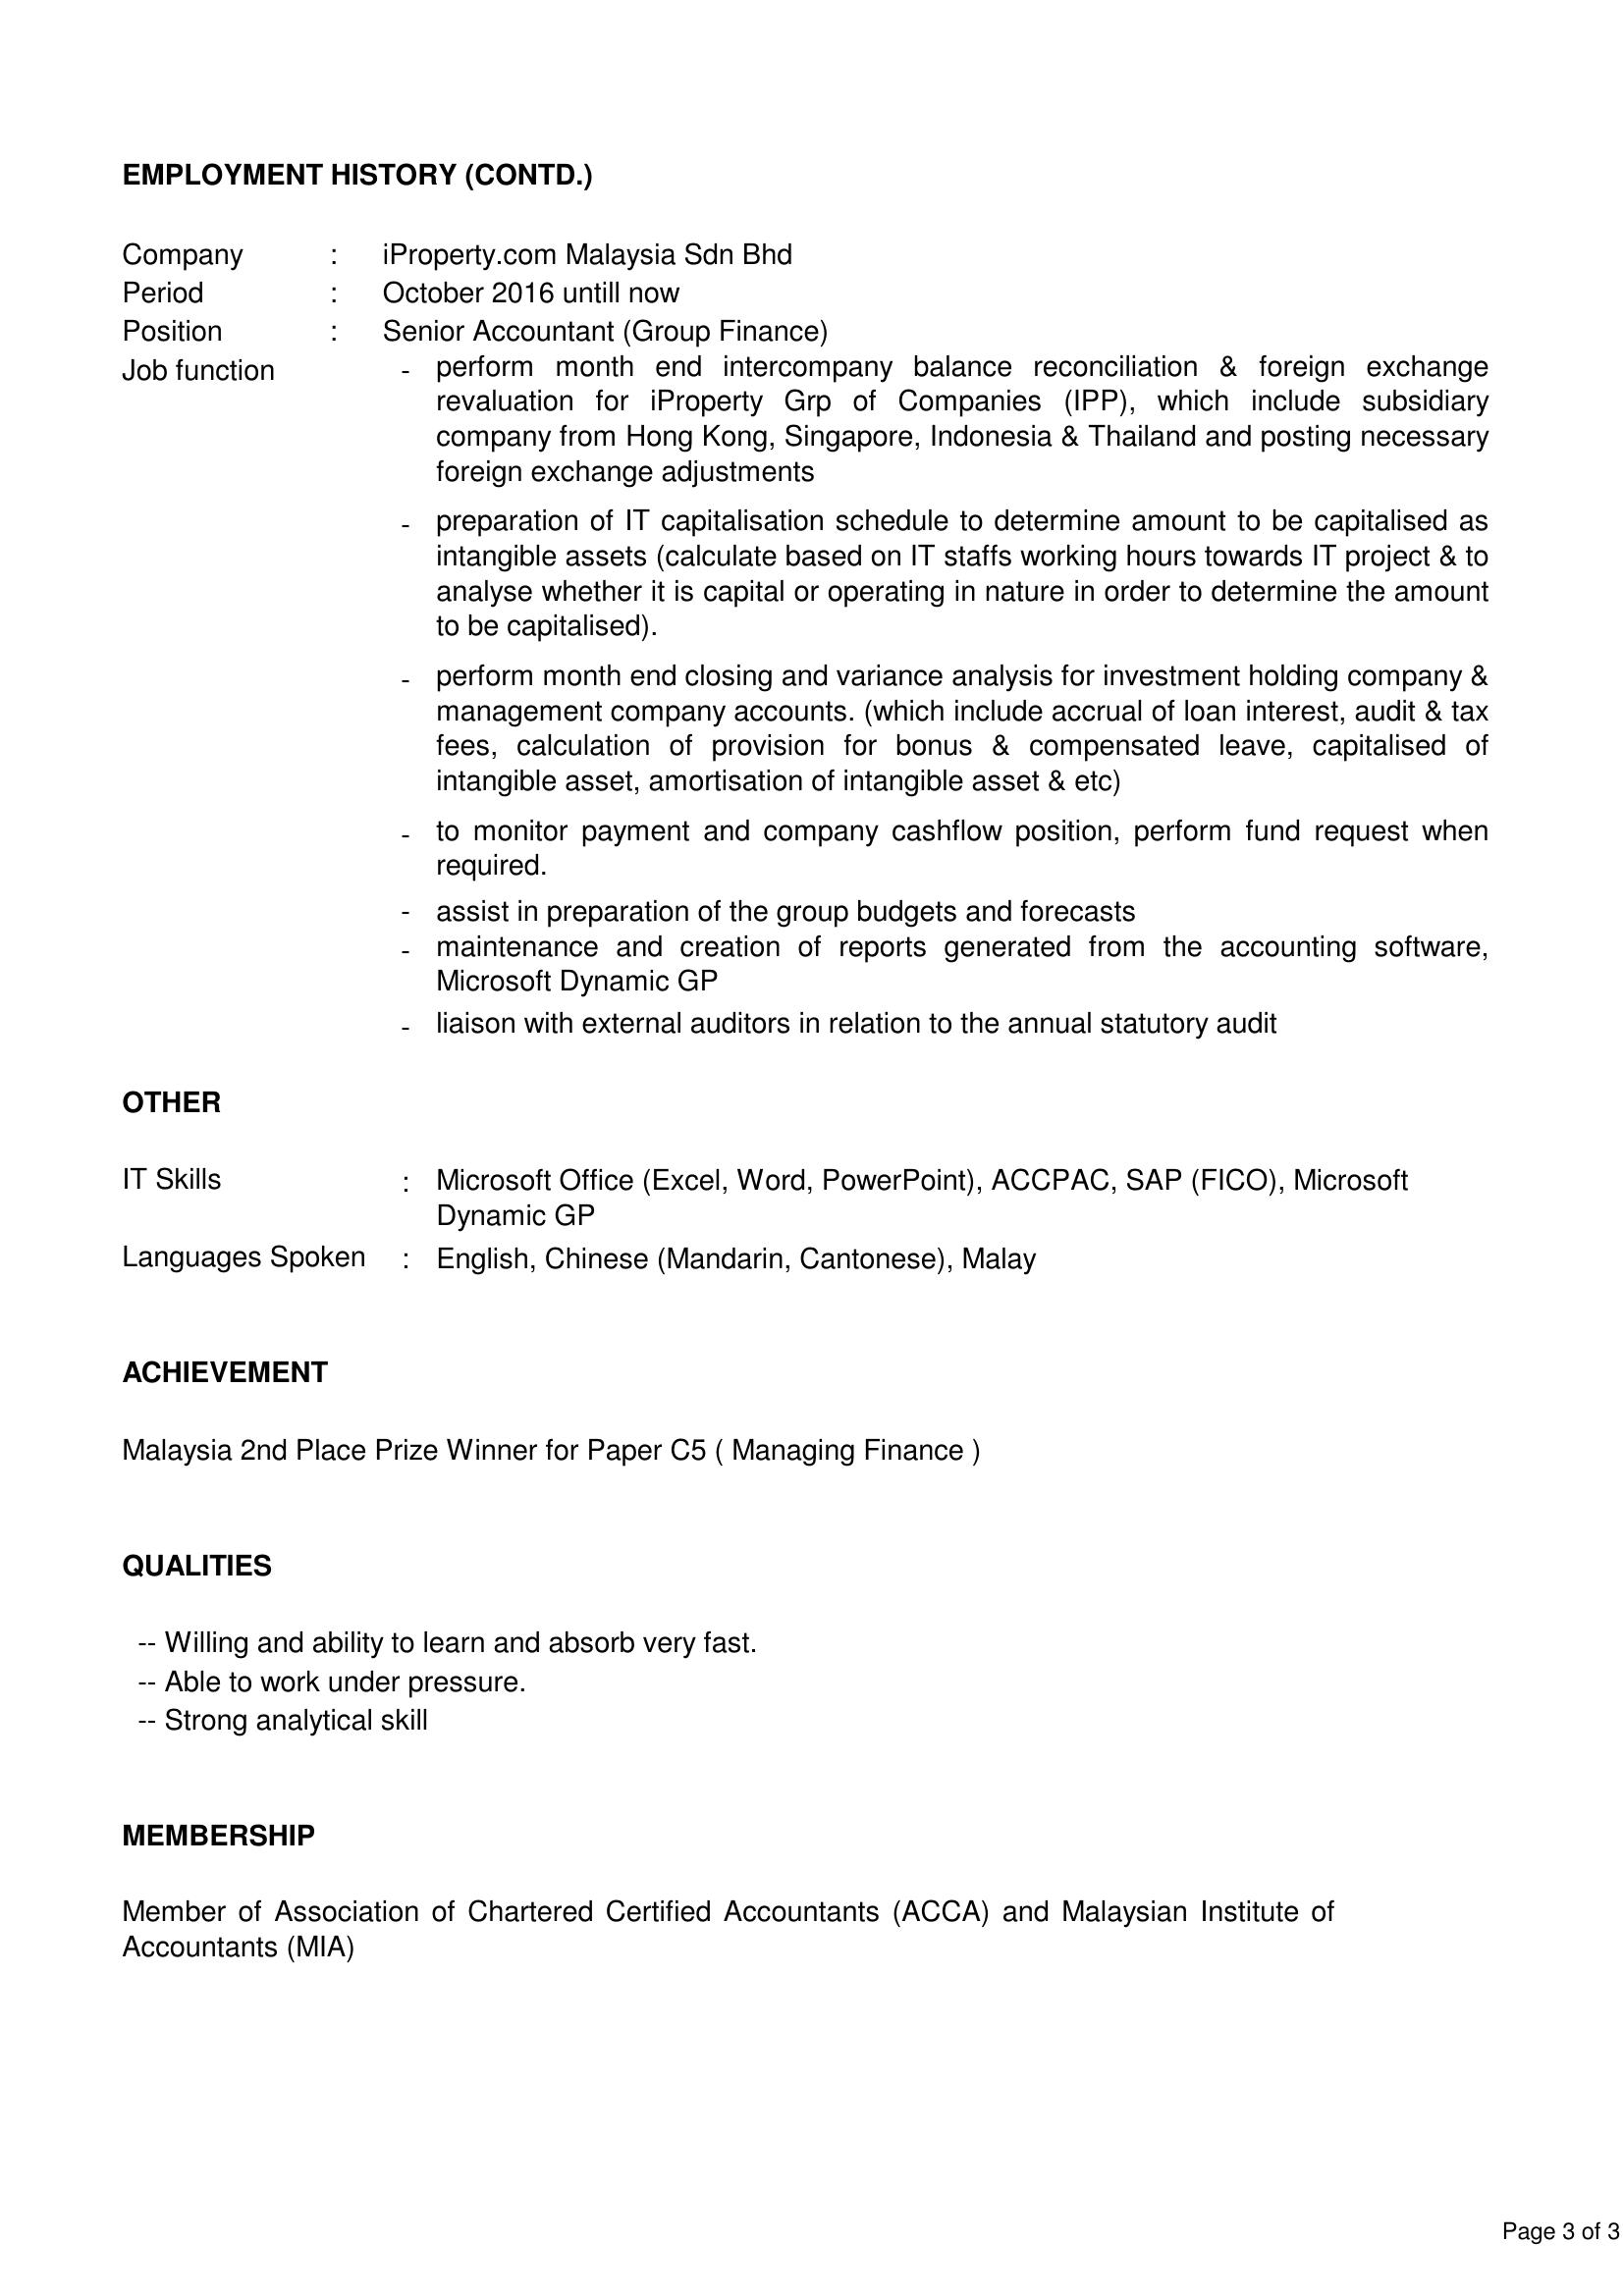 EMPLOYMENT HISTORY (CONTD.)
Company : iProperty.com Malaysia Sdn Bhd
Period : October 2016 untill now
Position : Senior Accountant (Group Finance)
Job function - perform month end intercompany balance reconciliation & foreign exchange
revaluation for iProperty Grp of Companies (IPP), which include subsidiary
company from Hong Kong, Singapore, Indonesia & Thailand and posting necessary
foreign exchange adjustments
- preparation of IT capitalisation schedule to determine amount to be capitalised as
intangible assets (calculate based on IT staffs working hours towards IT project & to
analyse whether it is capital or operating in nature in order to determine the amount
to be capitalised).
- perform month end closing and variance analysis for investment holding company &
management company accounts. (which include accrual of loan interest, audit & tax
fees, calculation of provision for bonus & compensated leave, capitalised of
intangible asset, amortisation of intangible asset & etc)
- to monitor payment and company cashflow position, perform fund request when
required.
- assist in preparation of the group budgets and forecasts
- maintenance and creation of reports generated from the accounting software,
Microsoft Dynamic GP
- liaison with external auditors in relation to the annual statutory audit
OTHER
IT Skills : Microsoft Office (Excel, Word, PowerPoint), ACCPAC, SAP (FICO), Microsoft
Dynamic GP
Languages Spoken : English, Chinese (Mandarin, Cantonese), Malay
ACHIEVEMENT
Malaysia 2nd Place Prize Winner for Paper C5 ( Managing Finance )
QUALITIES
-- Willing and ability to learn and absorb very fast.
-- Able to work under pressure.
-- Strong analytical skill
MEMBERSHIP
Member of Association of Chartered Certified Accountants (ACCA) and Malaysian Institute of
Accountants (MIA)
Page 3 of 3